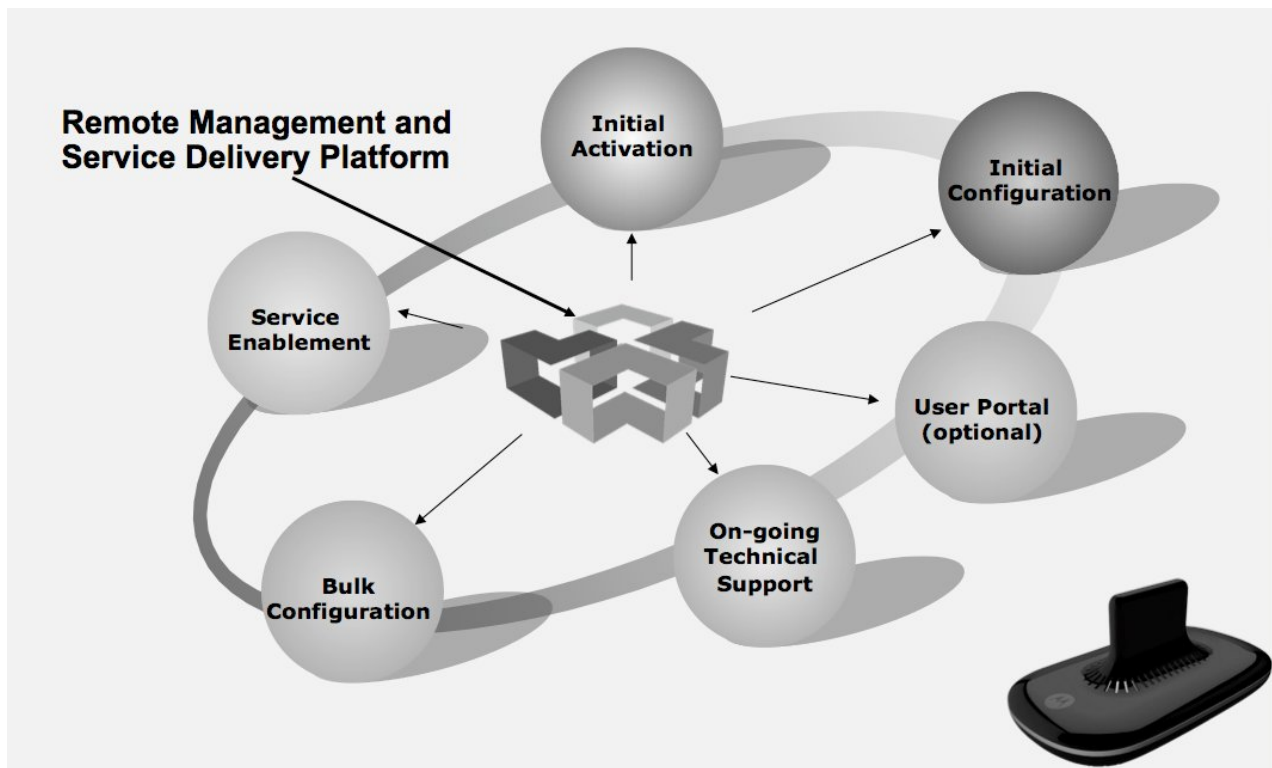 Remote Management and
Service Delivery Platform
Initial
Activation
Initial
Configuration
Service
Enablement
User Portal
(optional)
On-going
Technical
Support
Bulk
Configuration